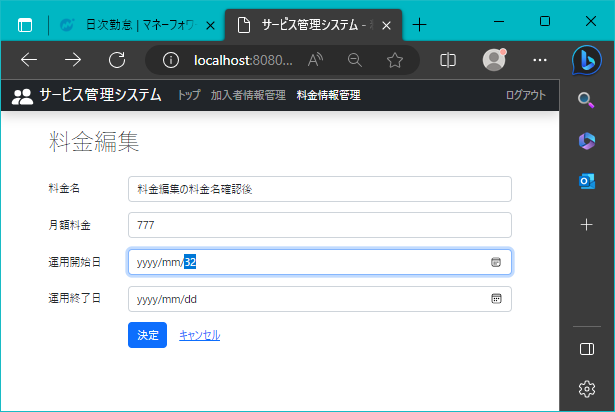 日次勤怠 | マネーフォワー
サービス管理システム -
localhost:8080...
サービス管理システム トップ 加入者情報管理 料金情報管理 ログアウト
料金編集
料金名 料金編集の料金名確認後
月額料金 777
運用開始日 yyyy/mm/32
運用終了日 yyyy/mm/dd
決定 キャンセル